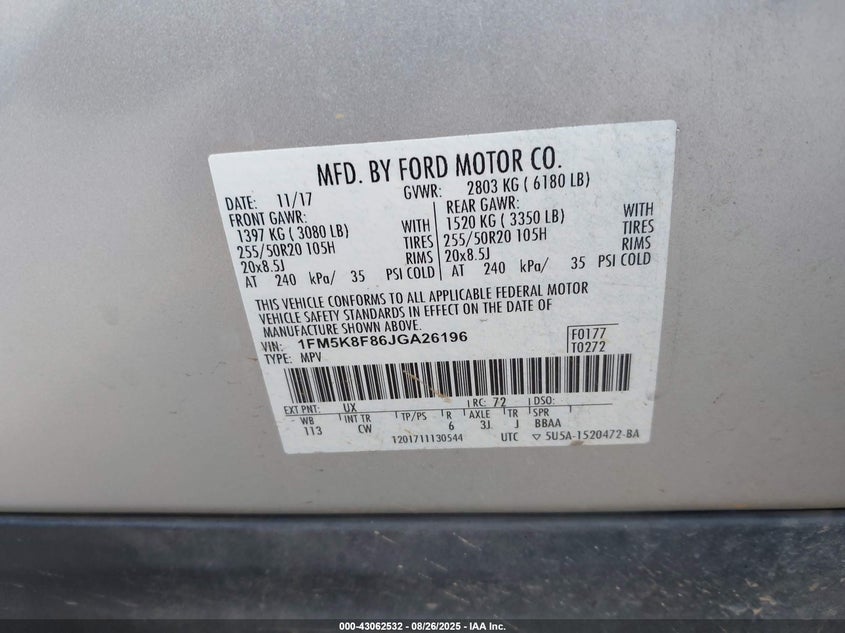 MFD. BY FORD MOTOR CO.
DATE: 11/17 GVWR: 2803 KG ( 6180 LB)
FRONT GAWR: REAR GAWR:
1397 KG ( 3080 LB) WITH 1520 KG ( 3350 LB) WITH
255/50R20 105H TIRES 255/50R20 105H TIRES
20x8.5J RIMS 20x8.5J RIMS
AT 240 kPa/ 35 PSI COLD AT 240 kPa/ 35 PSI COLD
THIS VEHICLE CONFORMS TO ALL APPLICABLE FEDERAL MOTOR
VEHICLE SAFETY STANDARDS IN EFFECT ON THE DATE OF
MANUFACTURE SHOWN ABOVE.
VIN: 1FM5K8F86JGA26196 F0177
TYPE: MPV T0272
EXT PNT: UX RC: 72 DSO:
WB INT TR TP/PS R AXLE TR SPR
113 CW 6 3J J BBAA
1201711130544 UTC ▽ 5U5A-1520472-BA
000-43062532 - 08/26/2025 - IAA Inc.